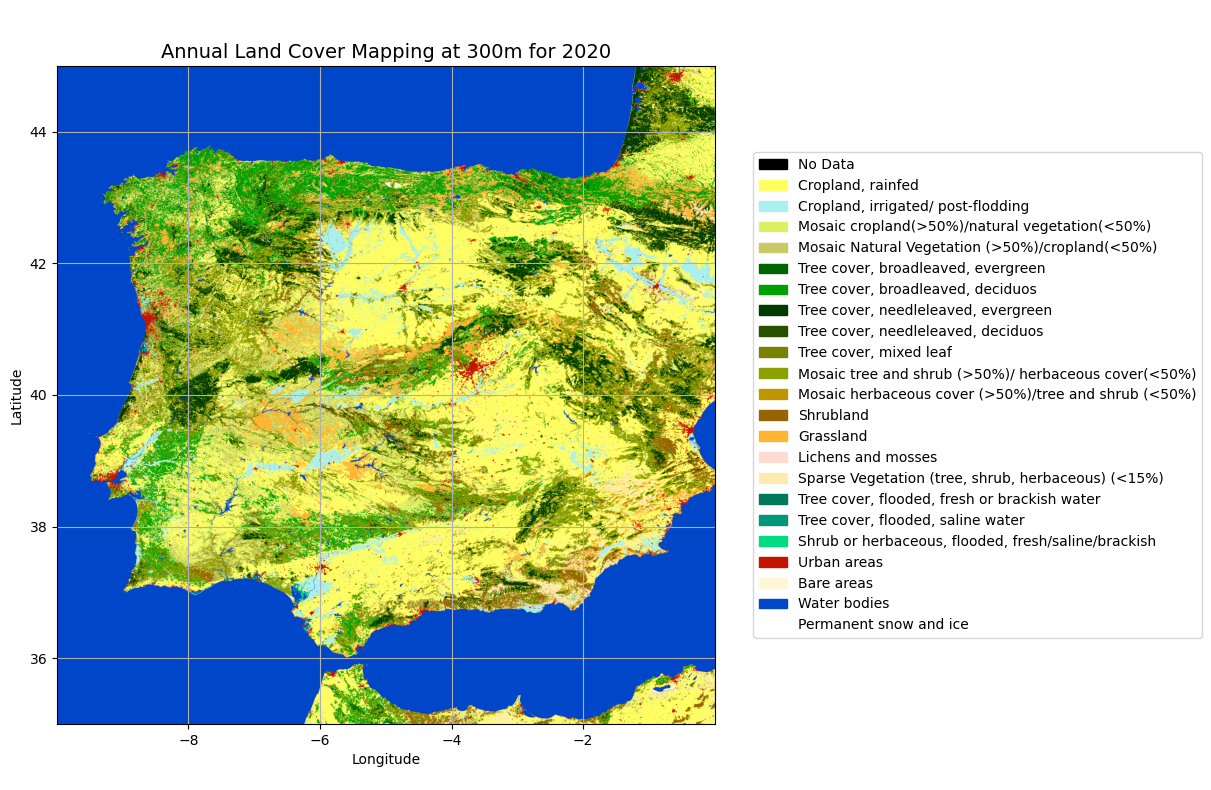 Annual Land Cover Mapping at 300m for 2020
44
42
40
38
36
Latitude
−8
−6
−4
−2
Longitude
No Data
Cropland, rainfed
Cropland, irrigated/ post-flodding
Mosaic cropland(>50%)/natural vegetation(<50%)
Mosaic Natural Vegetation (>50%)/cropland(<50%)
Tree cover, broadleaved, evergreen
Tree cover, broadleaved, deciduos
Tree cover, needleleaved, evergreen
Tree cover, needleleaved, deciduos
Tree cover, mixed leaf
Mosaic tree and shrub (>50%)/ herbaceous cover(<50%)
Mosaic herbaceous cover (>50%)/tree and shrub (<50%)
Shrubland
Grassland
Lichens and mosses
Sparse Vegetation (tree, shrub, herbaceous) (<15%)
Tree cover, flooded, fresh or brackish water
Tree cover, flooded, saline water
Shrub or herbaceous, flooded, fresh/saline/brackish
Urban areas
Bare areas
Water bodies
Permanent snow and ice